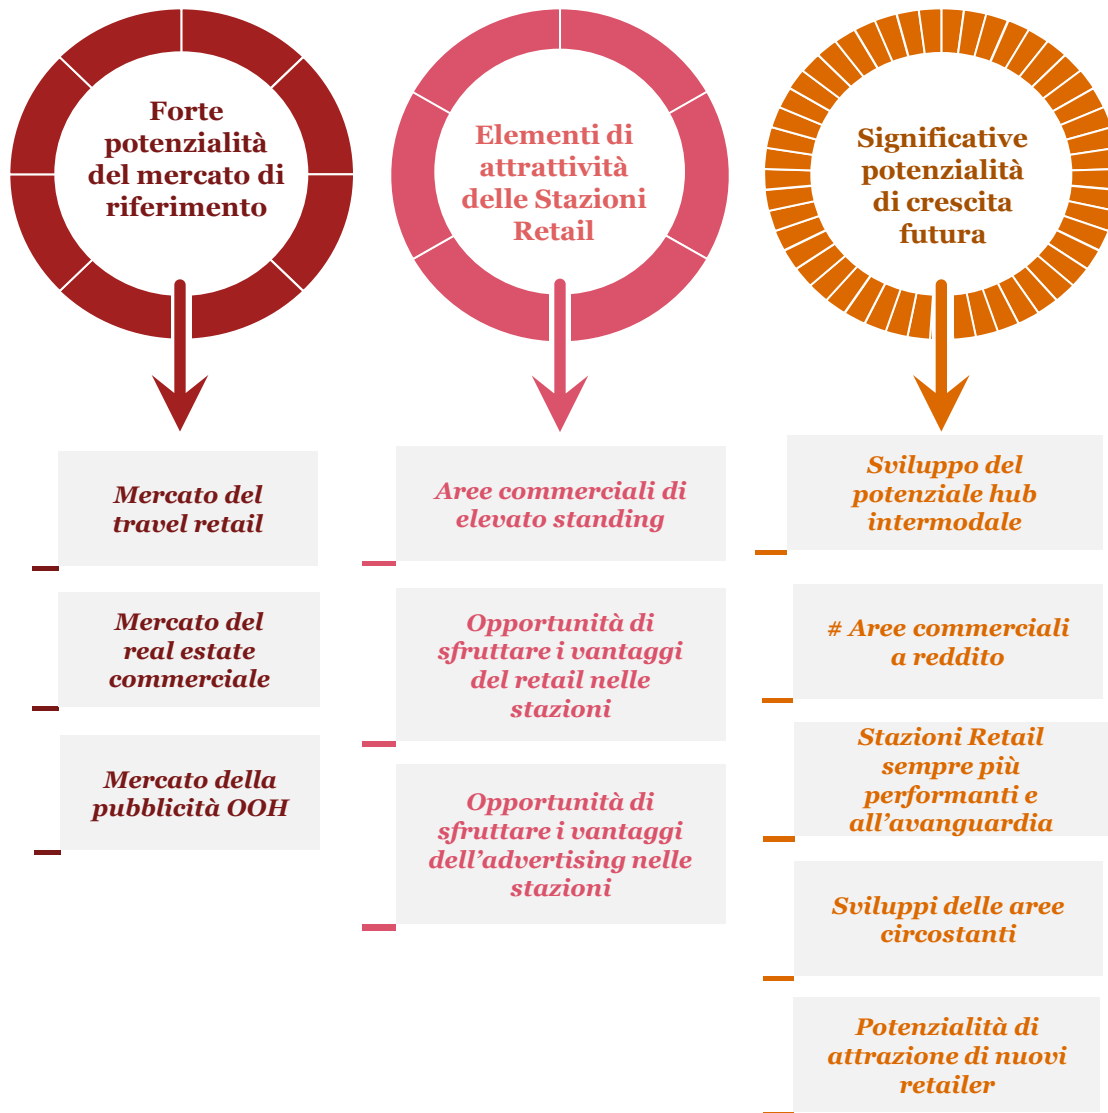 Forte
potenzialità
del mercato di
riferimento
Mercato del
travel retail
Mercato del
real estate
commerciale
Mercato della
pubblicità OOH
Elementi di
attrattività
delle Stazioni
Retail
Aree commerciali di
elevato standing
Opportunità di
sfruttare i vantaggi
del retail nelle
stazioni
Opportunità di
sfruttare i vantaggi
dell’advertising nelle
stazioni
Significative
potenzialità
di crescita
futura
Sviluppo del
potenziale hub
intermodale
# Aree commerciali
a reddito
Stazioni Retail
sempre più
performanti e
all’avanguardia
Sviluppi delle aree
circostanti
Potenzialità di
attrazione di nuovi
retailer